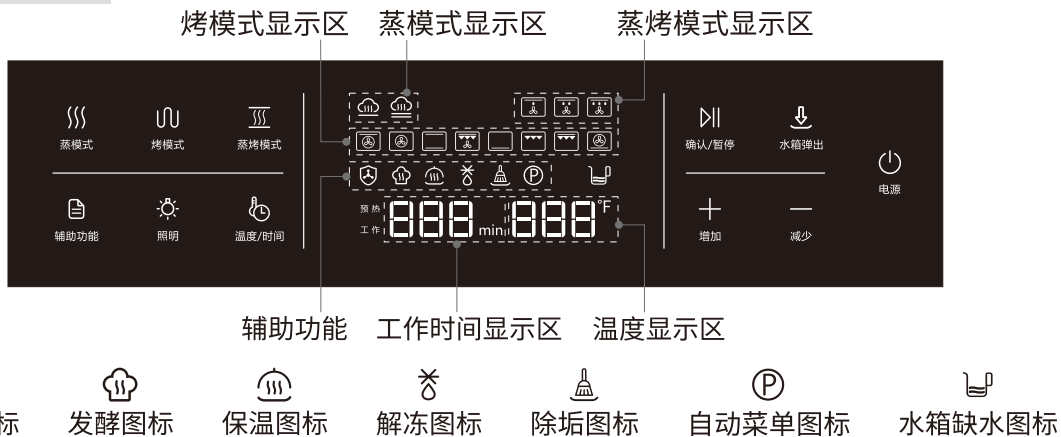 烤模式显示区 蒸模式显示区 蒸烤模式显示区
蒸模式 烤模式 蒸烤模式 确认/暂停 水箱弹出
电源
预热 888 888 °F
工作 min
辅助功能 照明 温度/时间 增加 减少
辅助功能 工作时间显示区 温度显示区
标 发酵图标 保温图标 解冻图标 除垢图标 自动菜单图标 水箱缺水图标